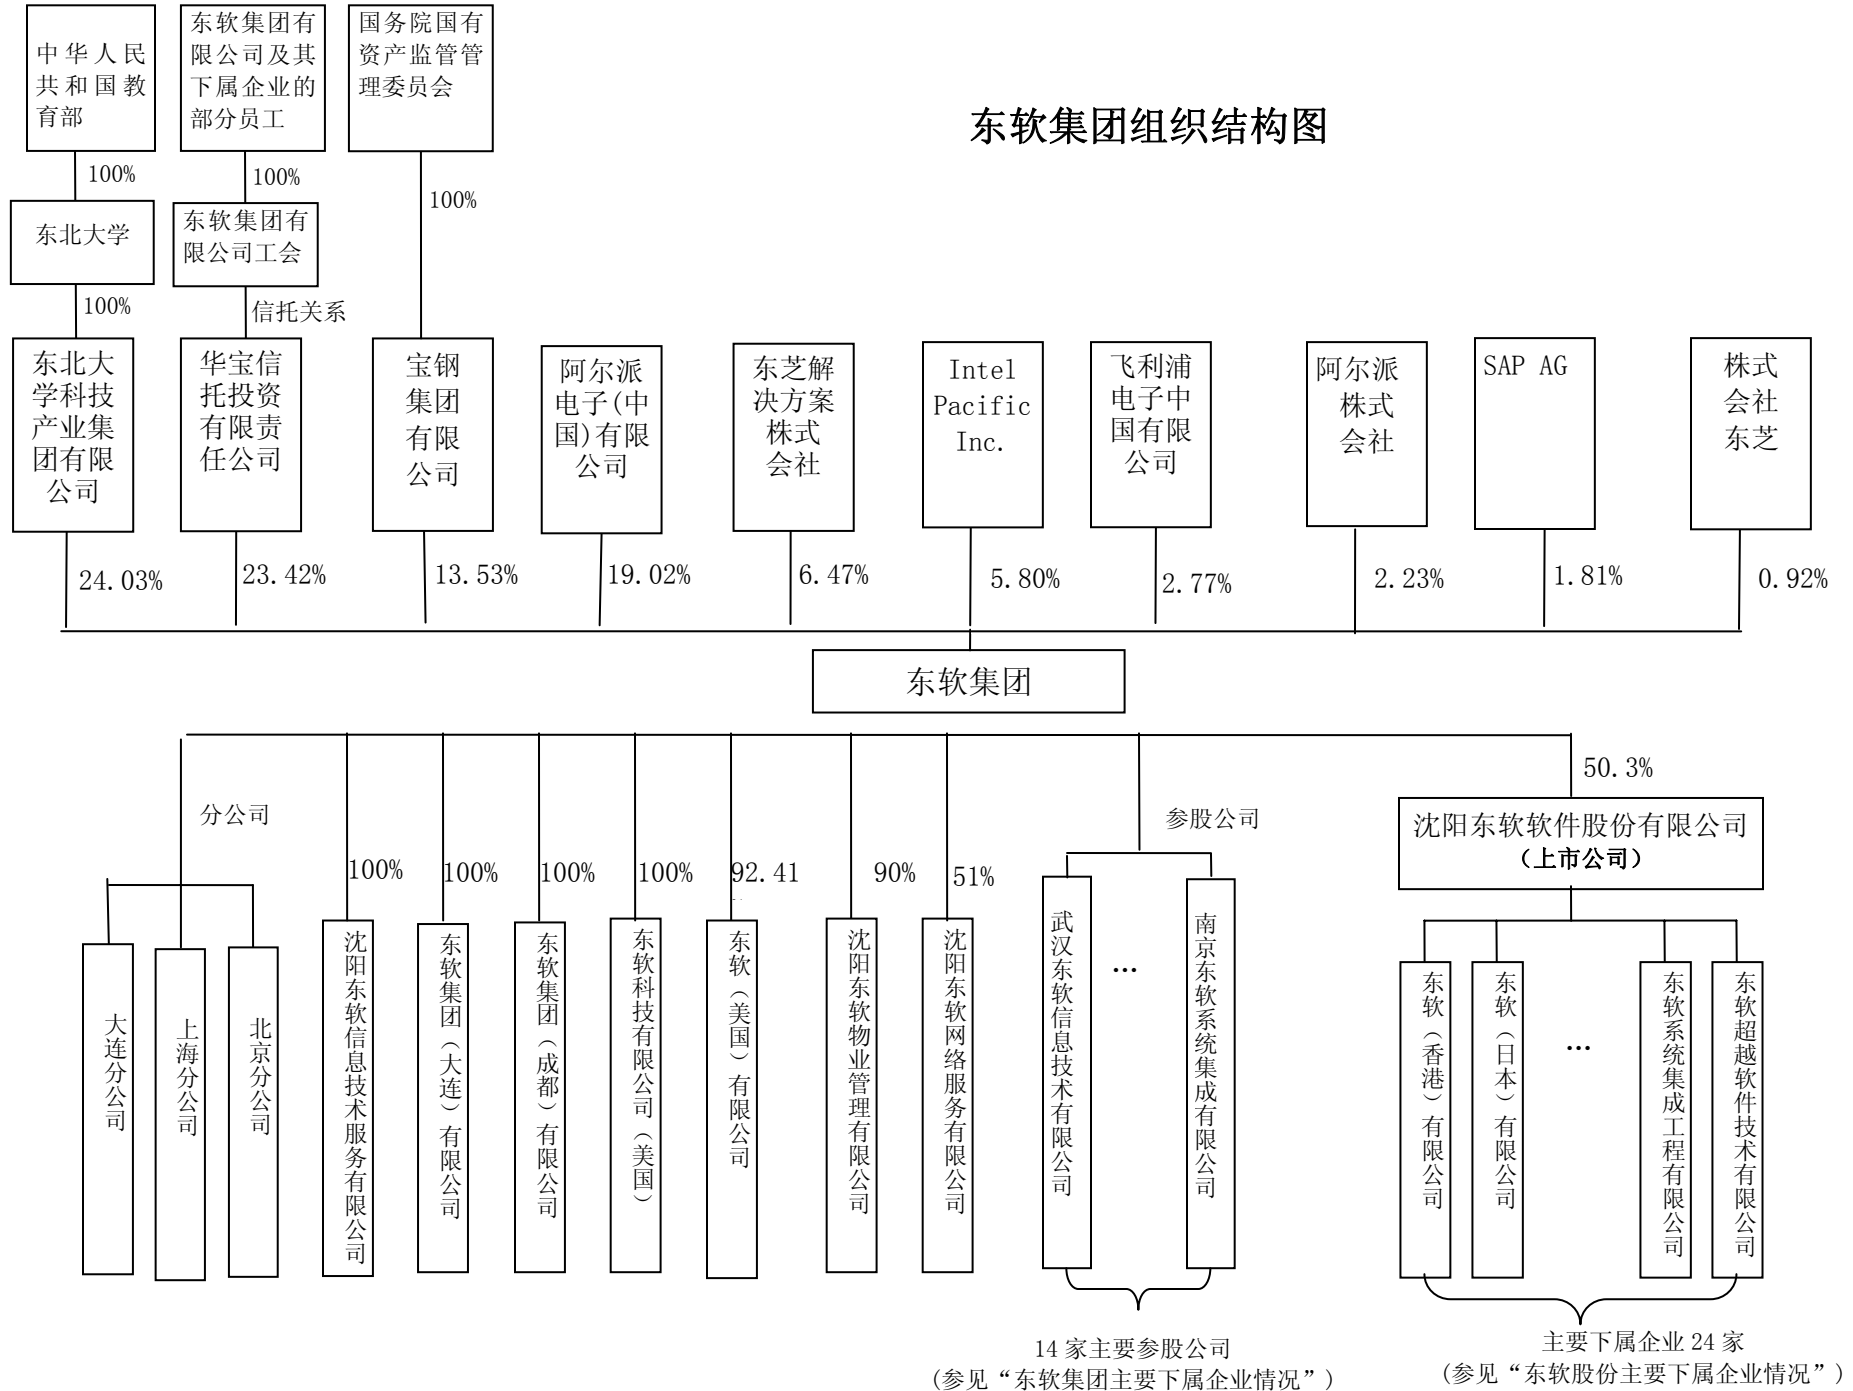 中华人民
共和国教
育部
东软集团有
限公司及其
下属企业的
部分员工
国务院国有
资产监管管
理委员会
东软集团组织结构图
100%
100%
100%
东北大学
东软集团有
限公司工会
100%
信托关系
东北大
学科技
产业集
团有限
公司
华宝信
托投资
有限责
任公司
宝钢
集团
有限
公司
阿尔派
电子(中
国)有限
公司
东芝解
决方案
株式
会社
Intel
Pacific
Inc.
飞利浦
电子中
国有限
公司
阿尔派
株式
会社
SAP AG
株式
会社
东芝
24.03%
23.42%
13.53%
19.02%
6.47%
5.80%
2.77%
2.23%
1.81%
0.92%
东软集团
分公司
参股公司
50.3%
沈阳东软软件股份有限公司
（上市公司）
100%
100%
100%
100%
92.41
90%
51%
大连分公司
上海分公司
北京分公司
沈阳东软信息技术服务有限公司
东软集团（大连）有限公司
东软集团（成都）有限公司
东软科技有限公司（美国）
东软（美国）有限公司
沈阳东软物业管理有限公司
沈阳东软网络服务有限公司
武汉东软信息技术有限公司
…
南京东软系统集成有限公司
东软（香港）有限公司
东软（日本）有限公司
…
东软系统集成工程有限公司
东软超越软件技术有限公司
14 家主要参股公司
(参见“东软集团主要下属企业情况”)
主要下属企业 24 家
(参见“东软股份主要下属企业情况”)